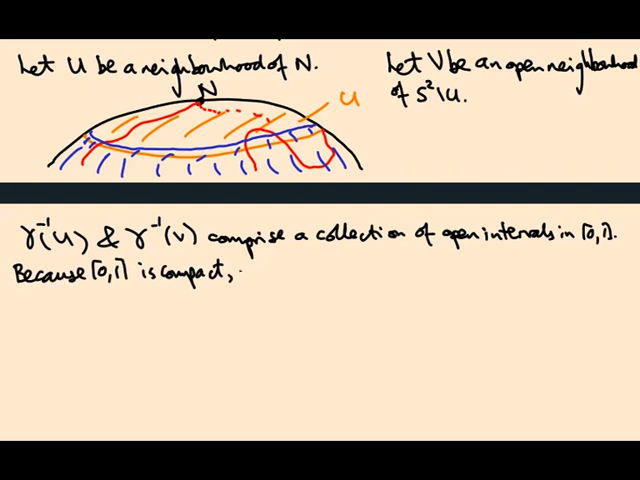 Let U be a neighbourhood of N.
Let V be an open neighbourhood
of S²\U.
N
U
γ⁻¹(U) & γ⁻¹(V) comprise a collection of open intervals in [0,1].
Because [0,1] is compact,